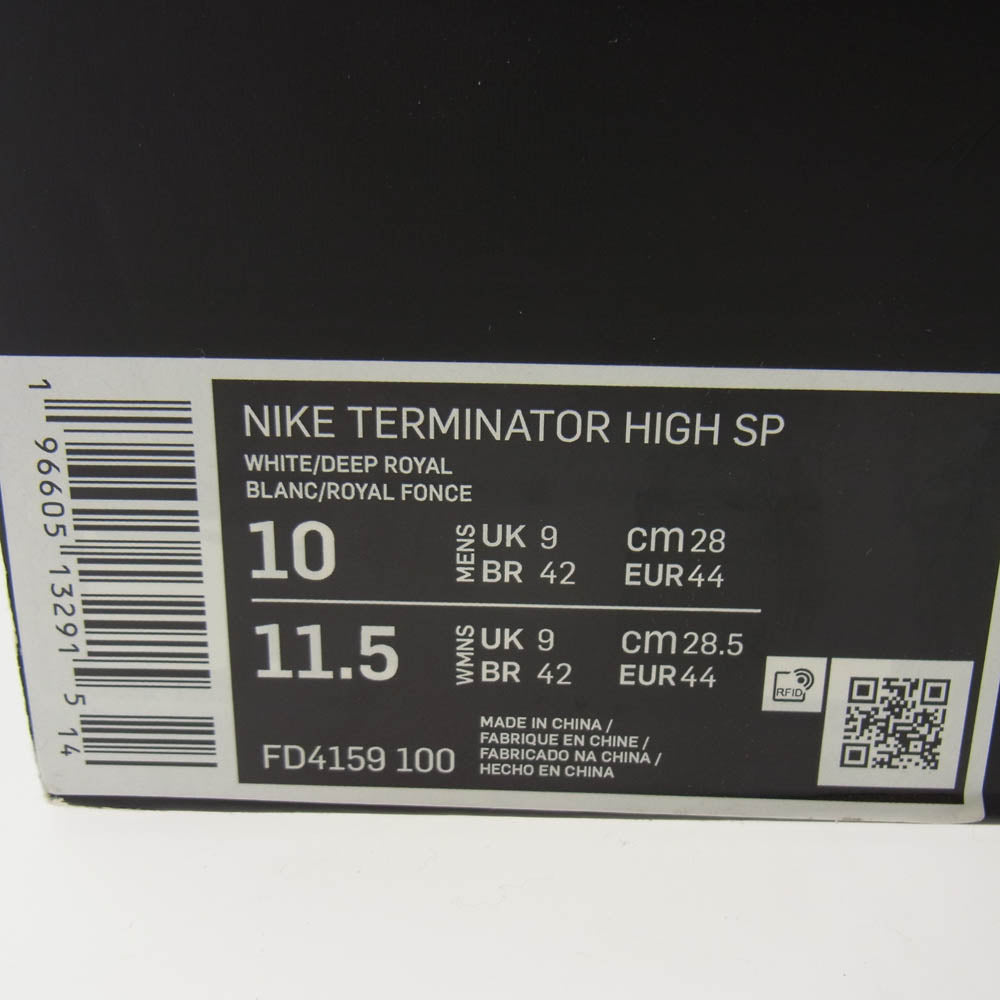 NIKE TERMINATOR HIGH SP
WHITE/DEEP ROYAL
BLANC/ROYAL FONCE
10 MENS UK 9 cm 28
BR 42 EUR 44
11.5 WMNS UK 9 cm 28.5
BR 42 EUR 44
RFID
FD4159 100
MADE IN CHINA /
FABRIQUE EN CHINE /
FABRICADO NA CHINA /
HECHO EN CHINA
1 96605 13291 5 14